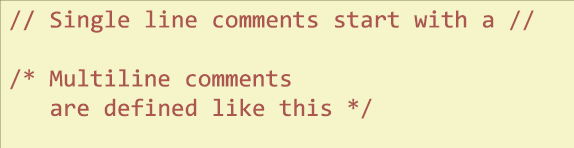 // Single line comments start with a //
/* Multiline comments
are defined like this */